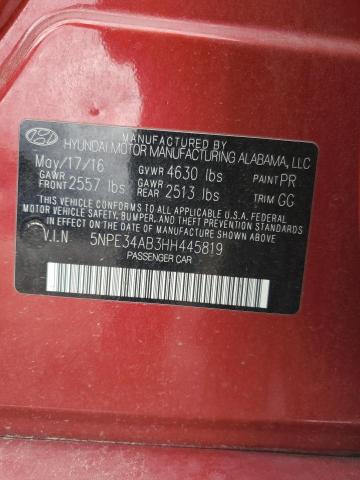 MANUFACTURED BY
HYUNDAI MOTOR MANUFACTURING ALABAMA, LLC
May/17/16 GVWR 4630 lbs PAINT PR
GAWR FRONT 2557 lbs GAWR REAR 2513 lbs TRIM GC
THIS VEHICLE CONFORMS TO ALL APPLICABLE U.S. FEDERAL
MOTOR VEHICLE SAFETY, BUMPER, AND THEFT PREVENTION STANDARDS
IN EFFECT ON THE DATE OF MANUFACTURE SHOWN ABOVE.
V.I.N 5NPE34AB3HH445819
PASSENGER CAR